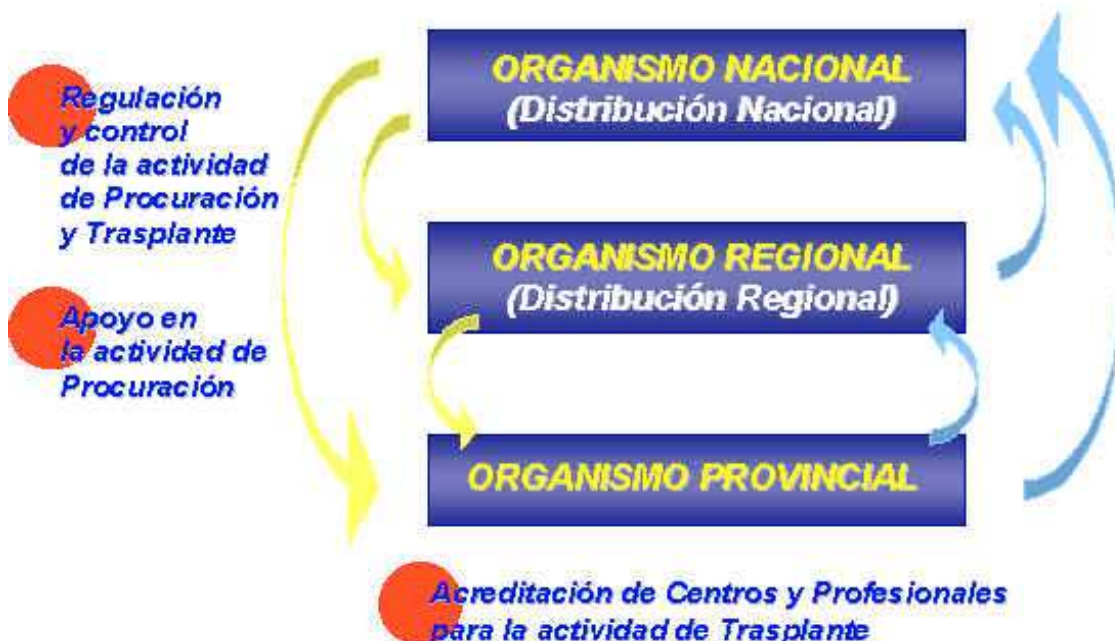 ORGANISMO NACIONAL
(Distribución Nacional)
Regulación
y control
de la actividad
de Procuración
y Trasplante
ORGANISMO REGIONAL
(Distribución Regional)
Apoyo en
la actividad de
Procuración
ORGANISMO PROVINCIAL
Acreditación de Centros y Profesionales
para la actividad de Trasplante